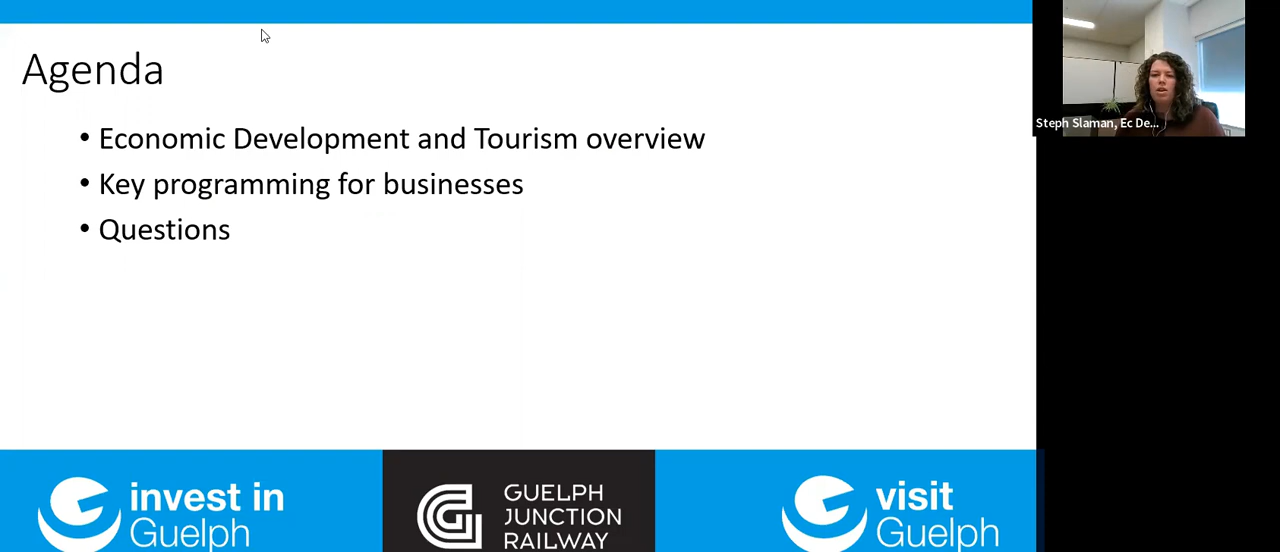 Agenda
• Economic Development and Tourism overview
• Key programming for businesses
• Questions
Steph Slaman, Ec De...
invest in
Guelph
GUELPH
JUNCTION
RAILWAY
visit
Guelph